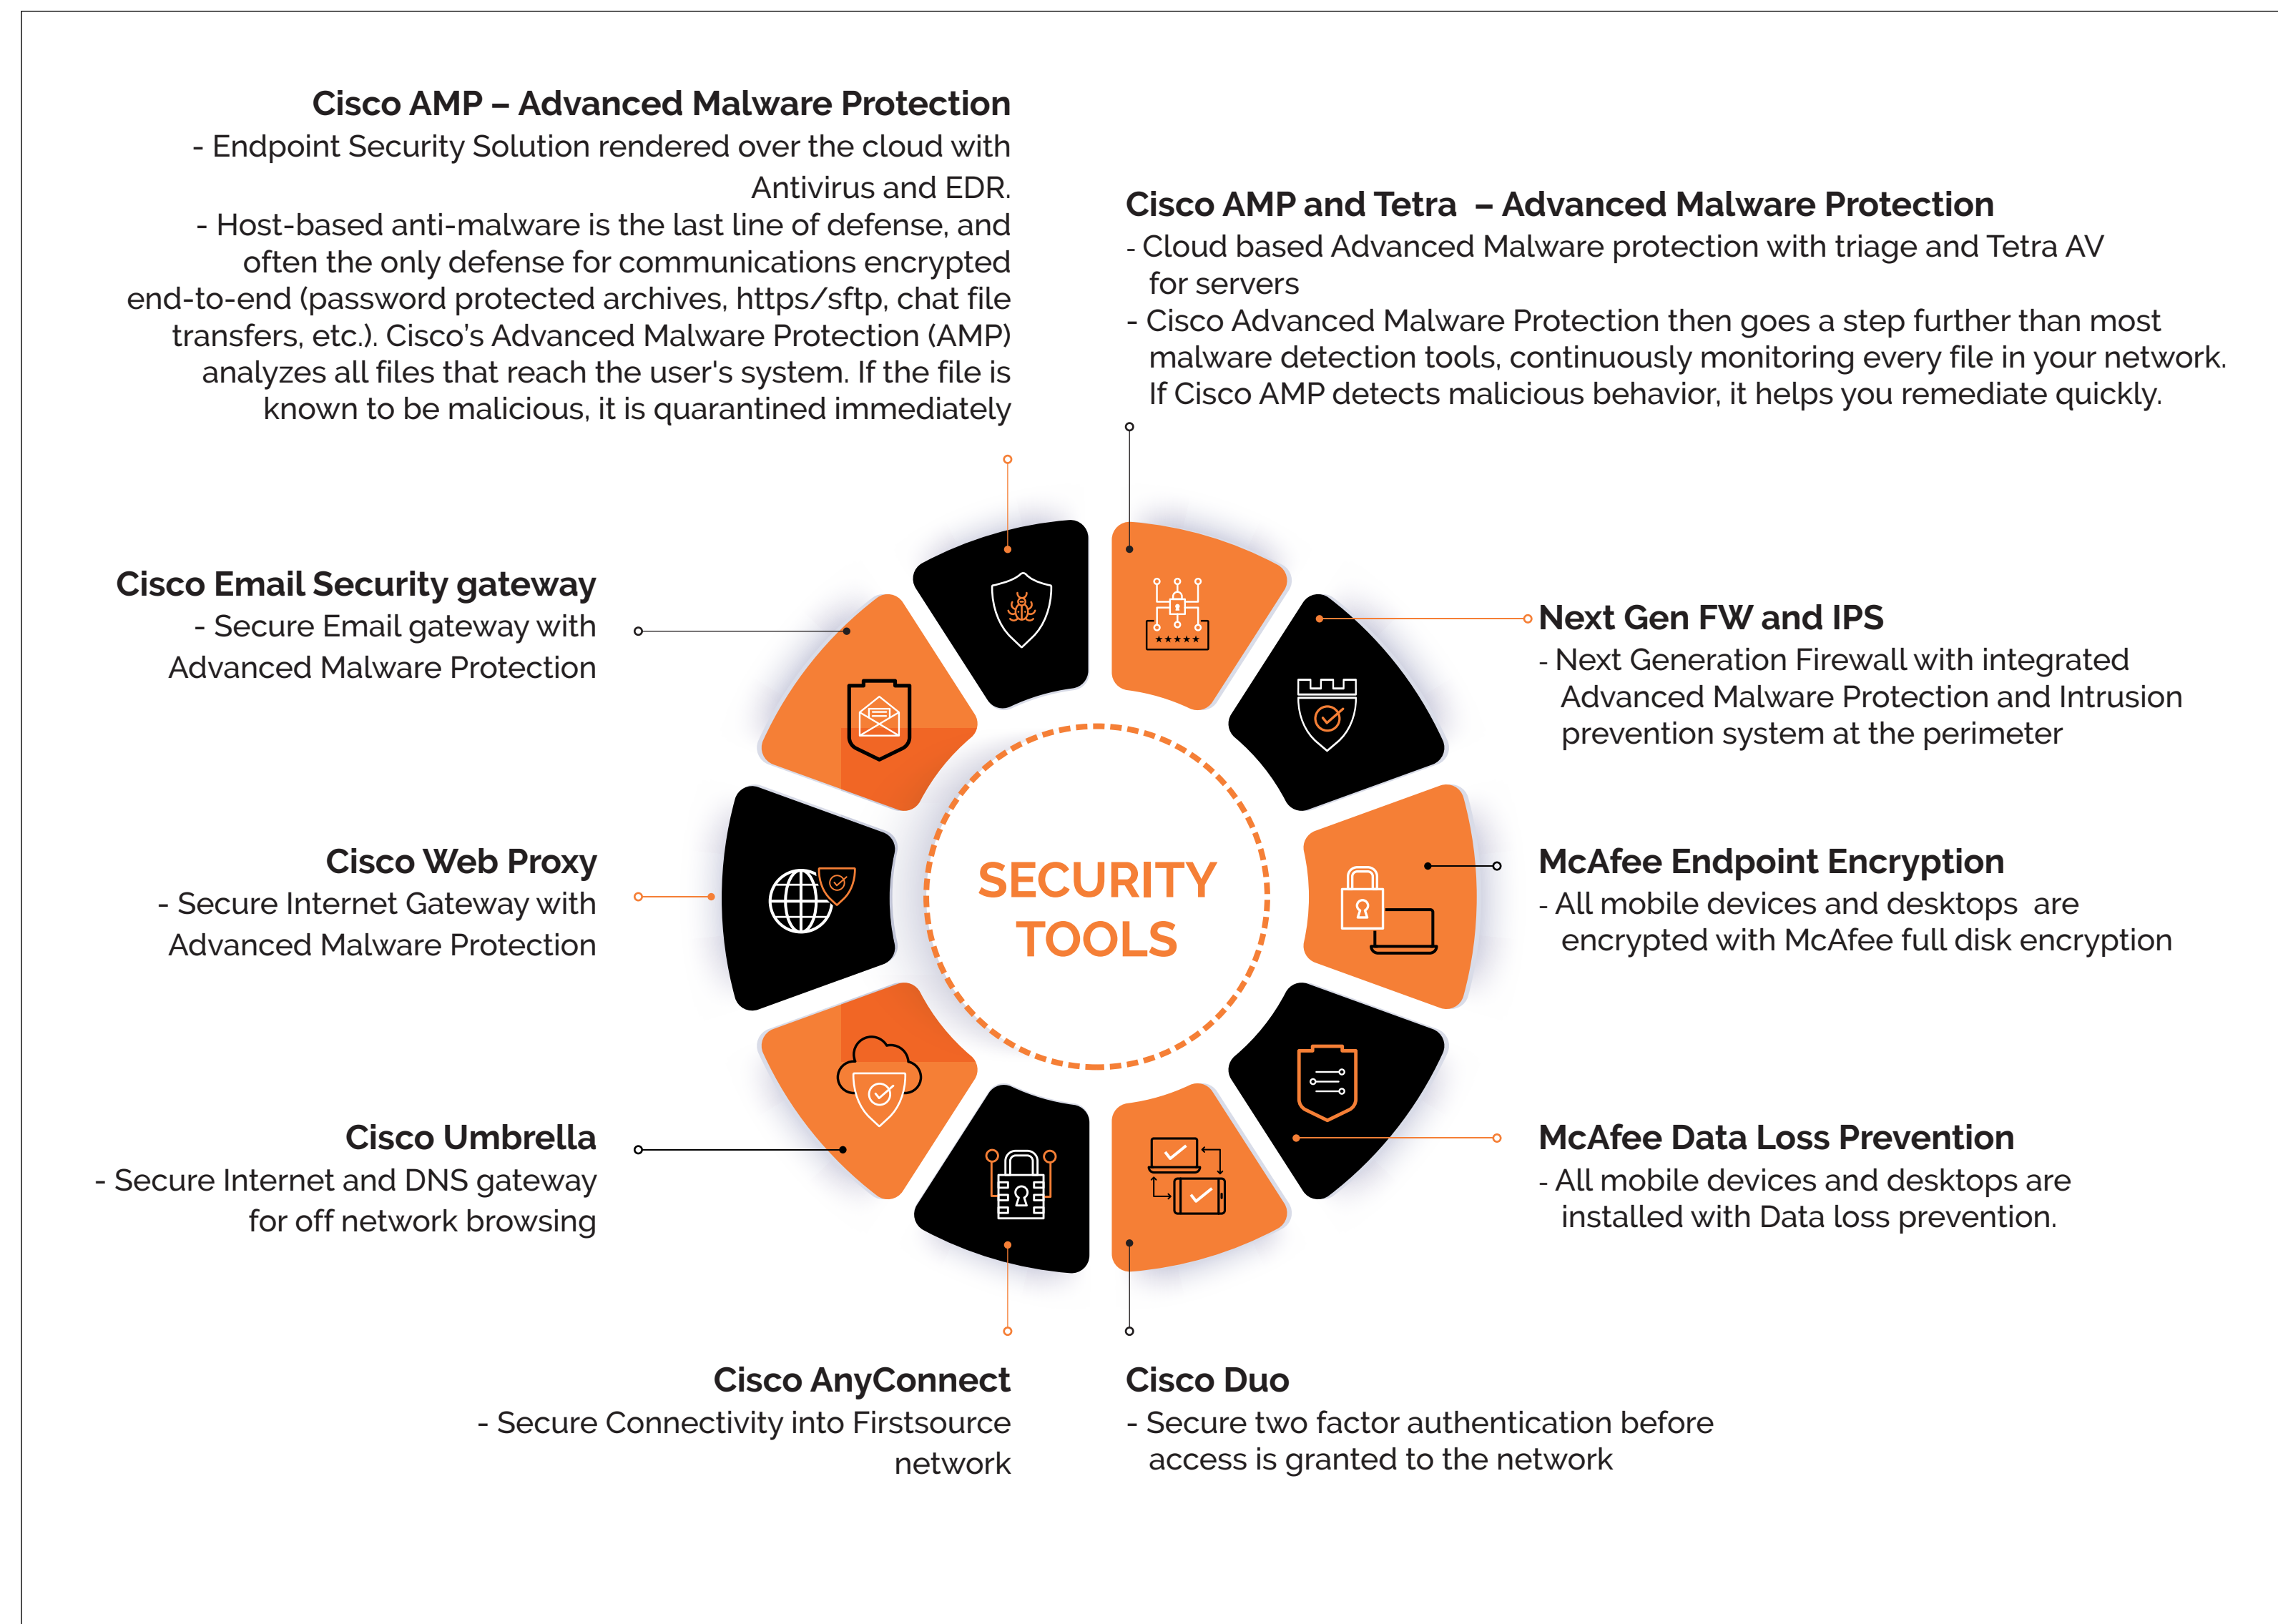 Cisco AMP – Advanced Malware Protection
- Endpoint Security Solution rendered over the cloud with
Antivirus and EDR.
- Host-based anti-malware is the last line of defense, and
often the only defense for communications encrypted
end-to-end (password protected archives, https/sftp, chat file
transfers, etc.). Cisco’s Advanced Malware Protection (AMP)
analyzes all files that reach the user's system. If the file is
known to be malicious, it is quarantined immediately
Cisco AMP and Tetra – Advanced Malware Protection
- Cloud based Advanced Malware protection with triage and Tetra AV
for servers
- Cisco Advanced Malware Protection then goes a step further than most
malware detection tools, continuously monitoring every file in your network.
If Cisco AMP detects malicious behavior, it helps you remediate quickly.
Cisco Email Security gateway
- Secure Email gateway with
Advanced Malware Protection
Next Gen FW and IPS
- Next Generation Firewall with integrated
Advanced Malware Protection and Intrusion
prevention system at the perimeter
Cisco Web Proxy
- Secure Internet Gateway with
Advanced Malware Protection
SECURITY
TOOLS
McAfee Endpoint Encryption
- All mobile devices and desktops are
encrypted with McAfee full disk encryption
Cisco Umbrella
- Secure Internet and DNS gateway
for off network browsing
McAfee Data Loss Prevention
- All mobile devices and desktops are
installed with Data loss prevention.
Cisco AnyConnect
- Secure Connectivity into Firstsource
network
Cisco Duo
- Secure two factor authentication before
access is granted to the network